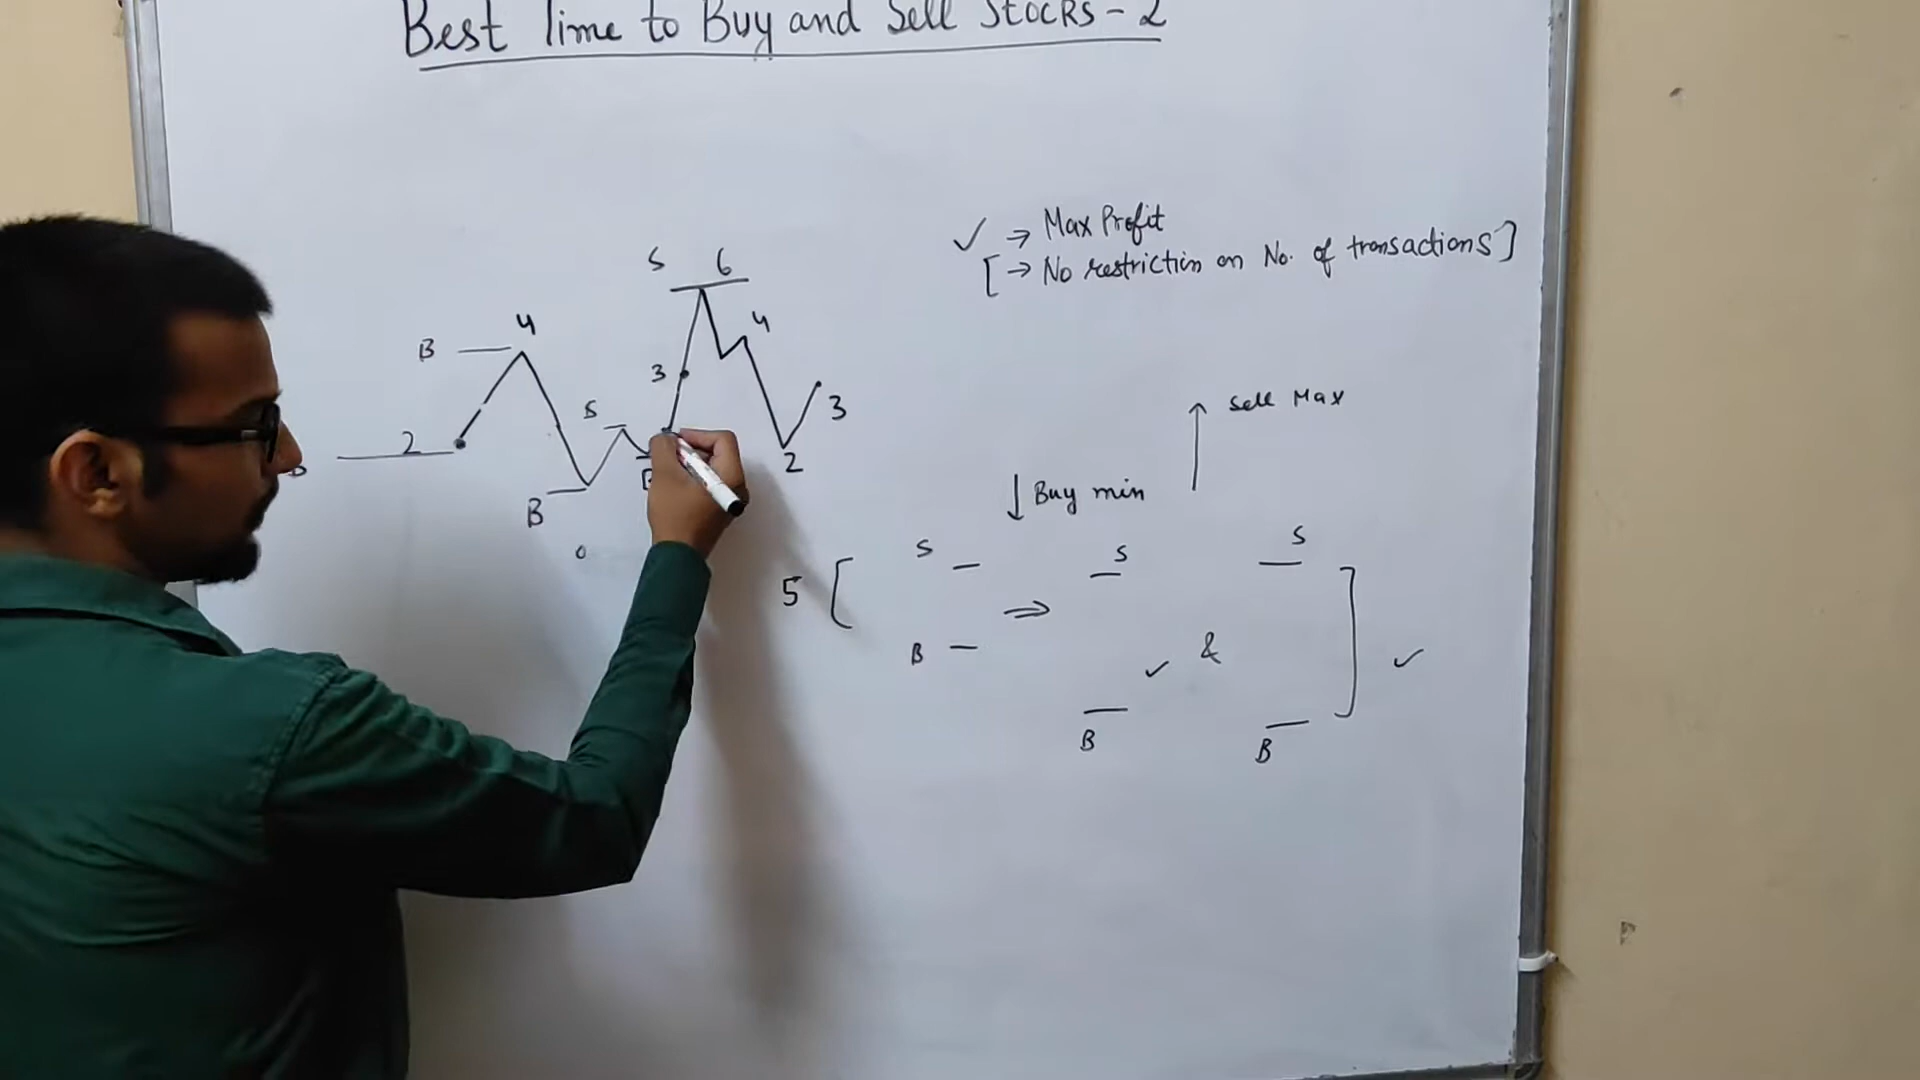 Best Time to Buy and Sell Stocks - 2
✓ → Max Profit
[→ No restriction on No. of transactions]
S 6
4
4
B
3
S
3
2
2
B
Sell Max
↓ Buy min
0
S
S
S
5 [
⇒
B
✓ &
] ✓
B
B